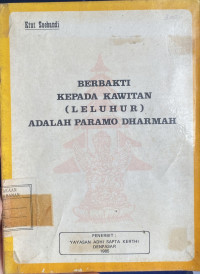 Ktut Soebandi
BERBAKTI
KEPADA KAWITAN
(LELUHUR)
ADALAH PARAMO DHARMAH
PENERBIT :
YAYASAN ADHI SAPTA KERTHI
DENPASAR